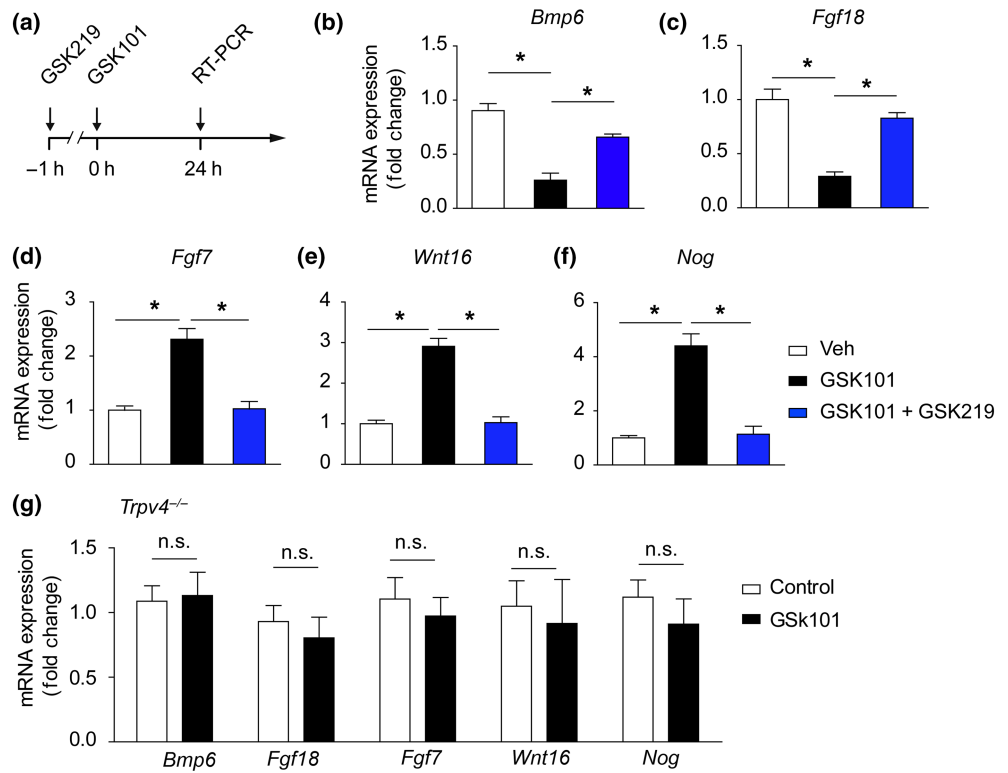 (a)
GSK219
GSK101
RT-PCR
–1 h
0 h
24 h
(b)
Bmp6
mRNA expression
(fold change)
1.5
1.0
0.5
0.0
*
*
(c)
Fgf18
1.5
1.0
0.5
0.0
*
*
(d)
Fgf7
mRNA expression
(fold change)
3
2
1
0
*
*
(e)
Wnt16
4
3
2
1
0
*
*
(f)
Nog
6
4
2
0
*
*
Veh
GSK101
GSK101 + GSK219
(g)
Trpv4–/–
mRNA expression
(fold change)
1.5
1.0
0.5
0.0
n.s.
n.s.
n.s.
n.s.
n.s.
Bmp6
Fgf18
Fgf7
Wnt16
Nog
Control
GSk101